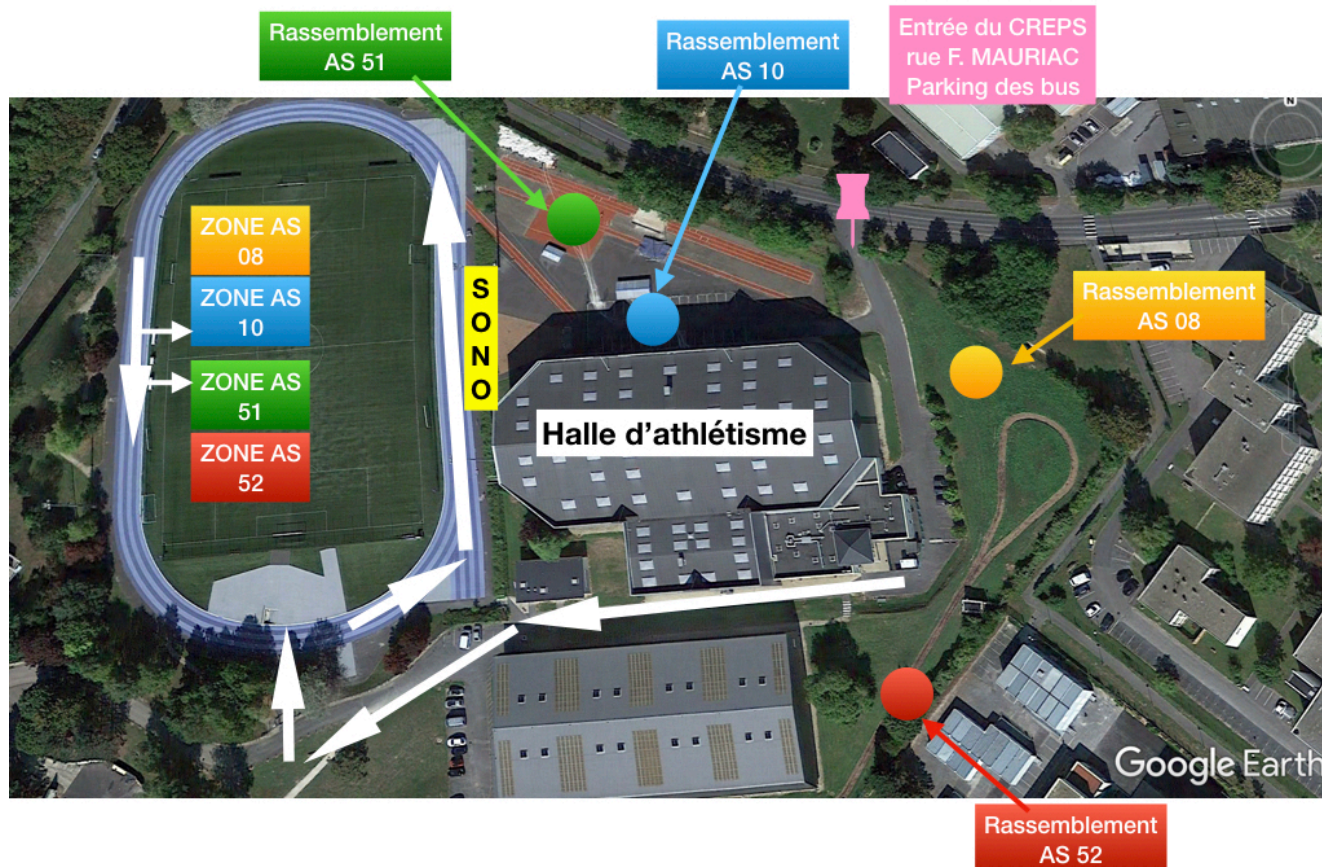 Rassemblement
AS 51
Rassemblement
AS 10
Entrée du CREPS
rue F. MAURIAC
Parking des bus
N
ZONE AS
08
ZONE AS
10
ZONE AS
51
ZONE AS
52
S
O
N
O
Rassemblement
AS 08
Halle d'athlétisme
Google Earth
Rassemblement
AS 52